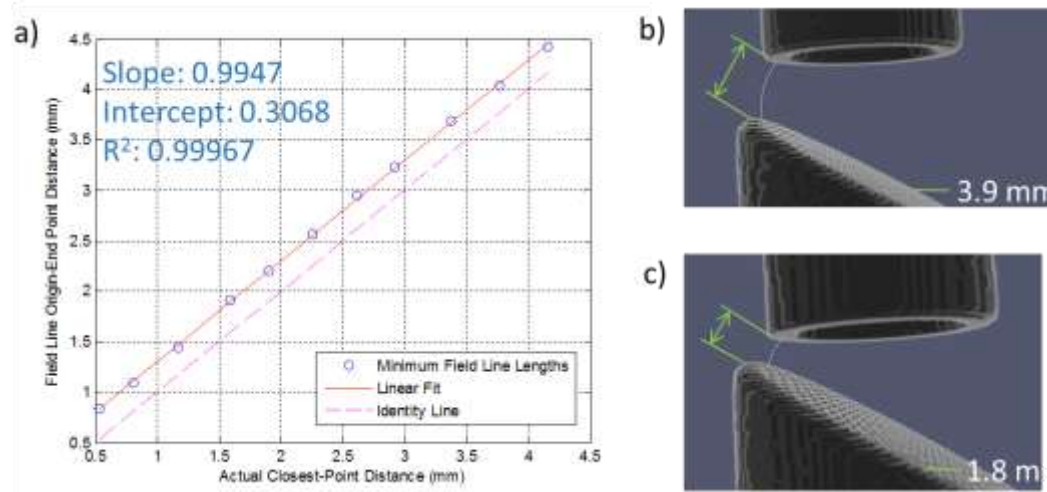 a)
Slope: 0.9947
Intercept: 0.3068
R²: 0.99967
Field Line Origin-End Point Distance (mm)
4.5
4
3.5
3
2.5
2
1.5
1
0.5
0.5 1 1.5 2 2.5 3 3.5 4 4.5
Actual Closest-Point Distance (mm)
Minimum Field Line Lengths
Linear Fit
Identity Line
b)
3.9 mm
c)
1.8 m